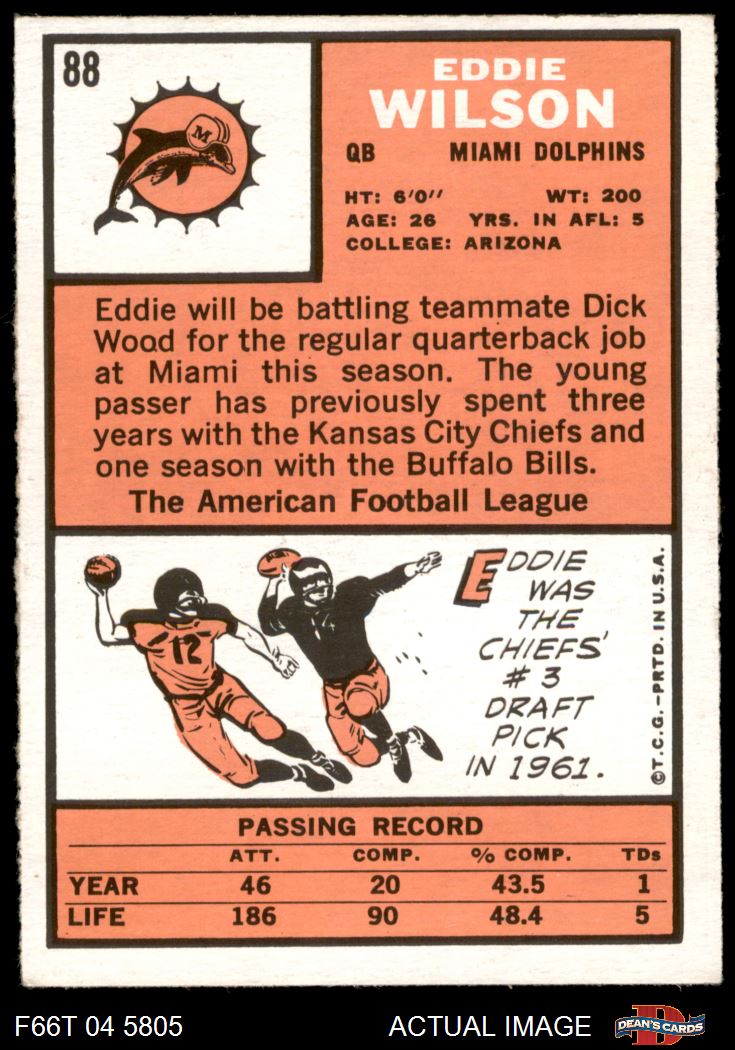 88
M
EDDIE
WILSON
QB MIAMI DOLPHINS
HT: 6'0" WT: 200
AGE: 26 YRS. IN AFL: 5
COLLEGE: ARIZONA
Eddie will be battling teammate Dick
Wood for the regular quarterback job
at Miami this season. The young
passer has previously spent three
years with the Kansas City Chiefs and
one season with the Buffalo Bills.
The American Football League
12
EDDIE
WAS
THE
CHIEFS'
# 3
DRAFT
PICK
IN 1961.
©T.C.G.—PRTD. IN U.S.A.
PASSING RECORD
ATT. COMP. % COMP. TDs
YEAR 46 20 43.5 1
LIFE 186 90 48.4 5
F66T 04 5805 ACTUAL IMAGE D DEAN'S CARDS